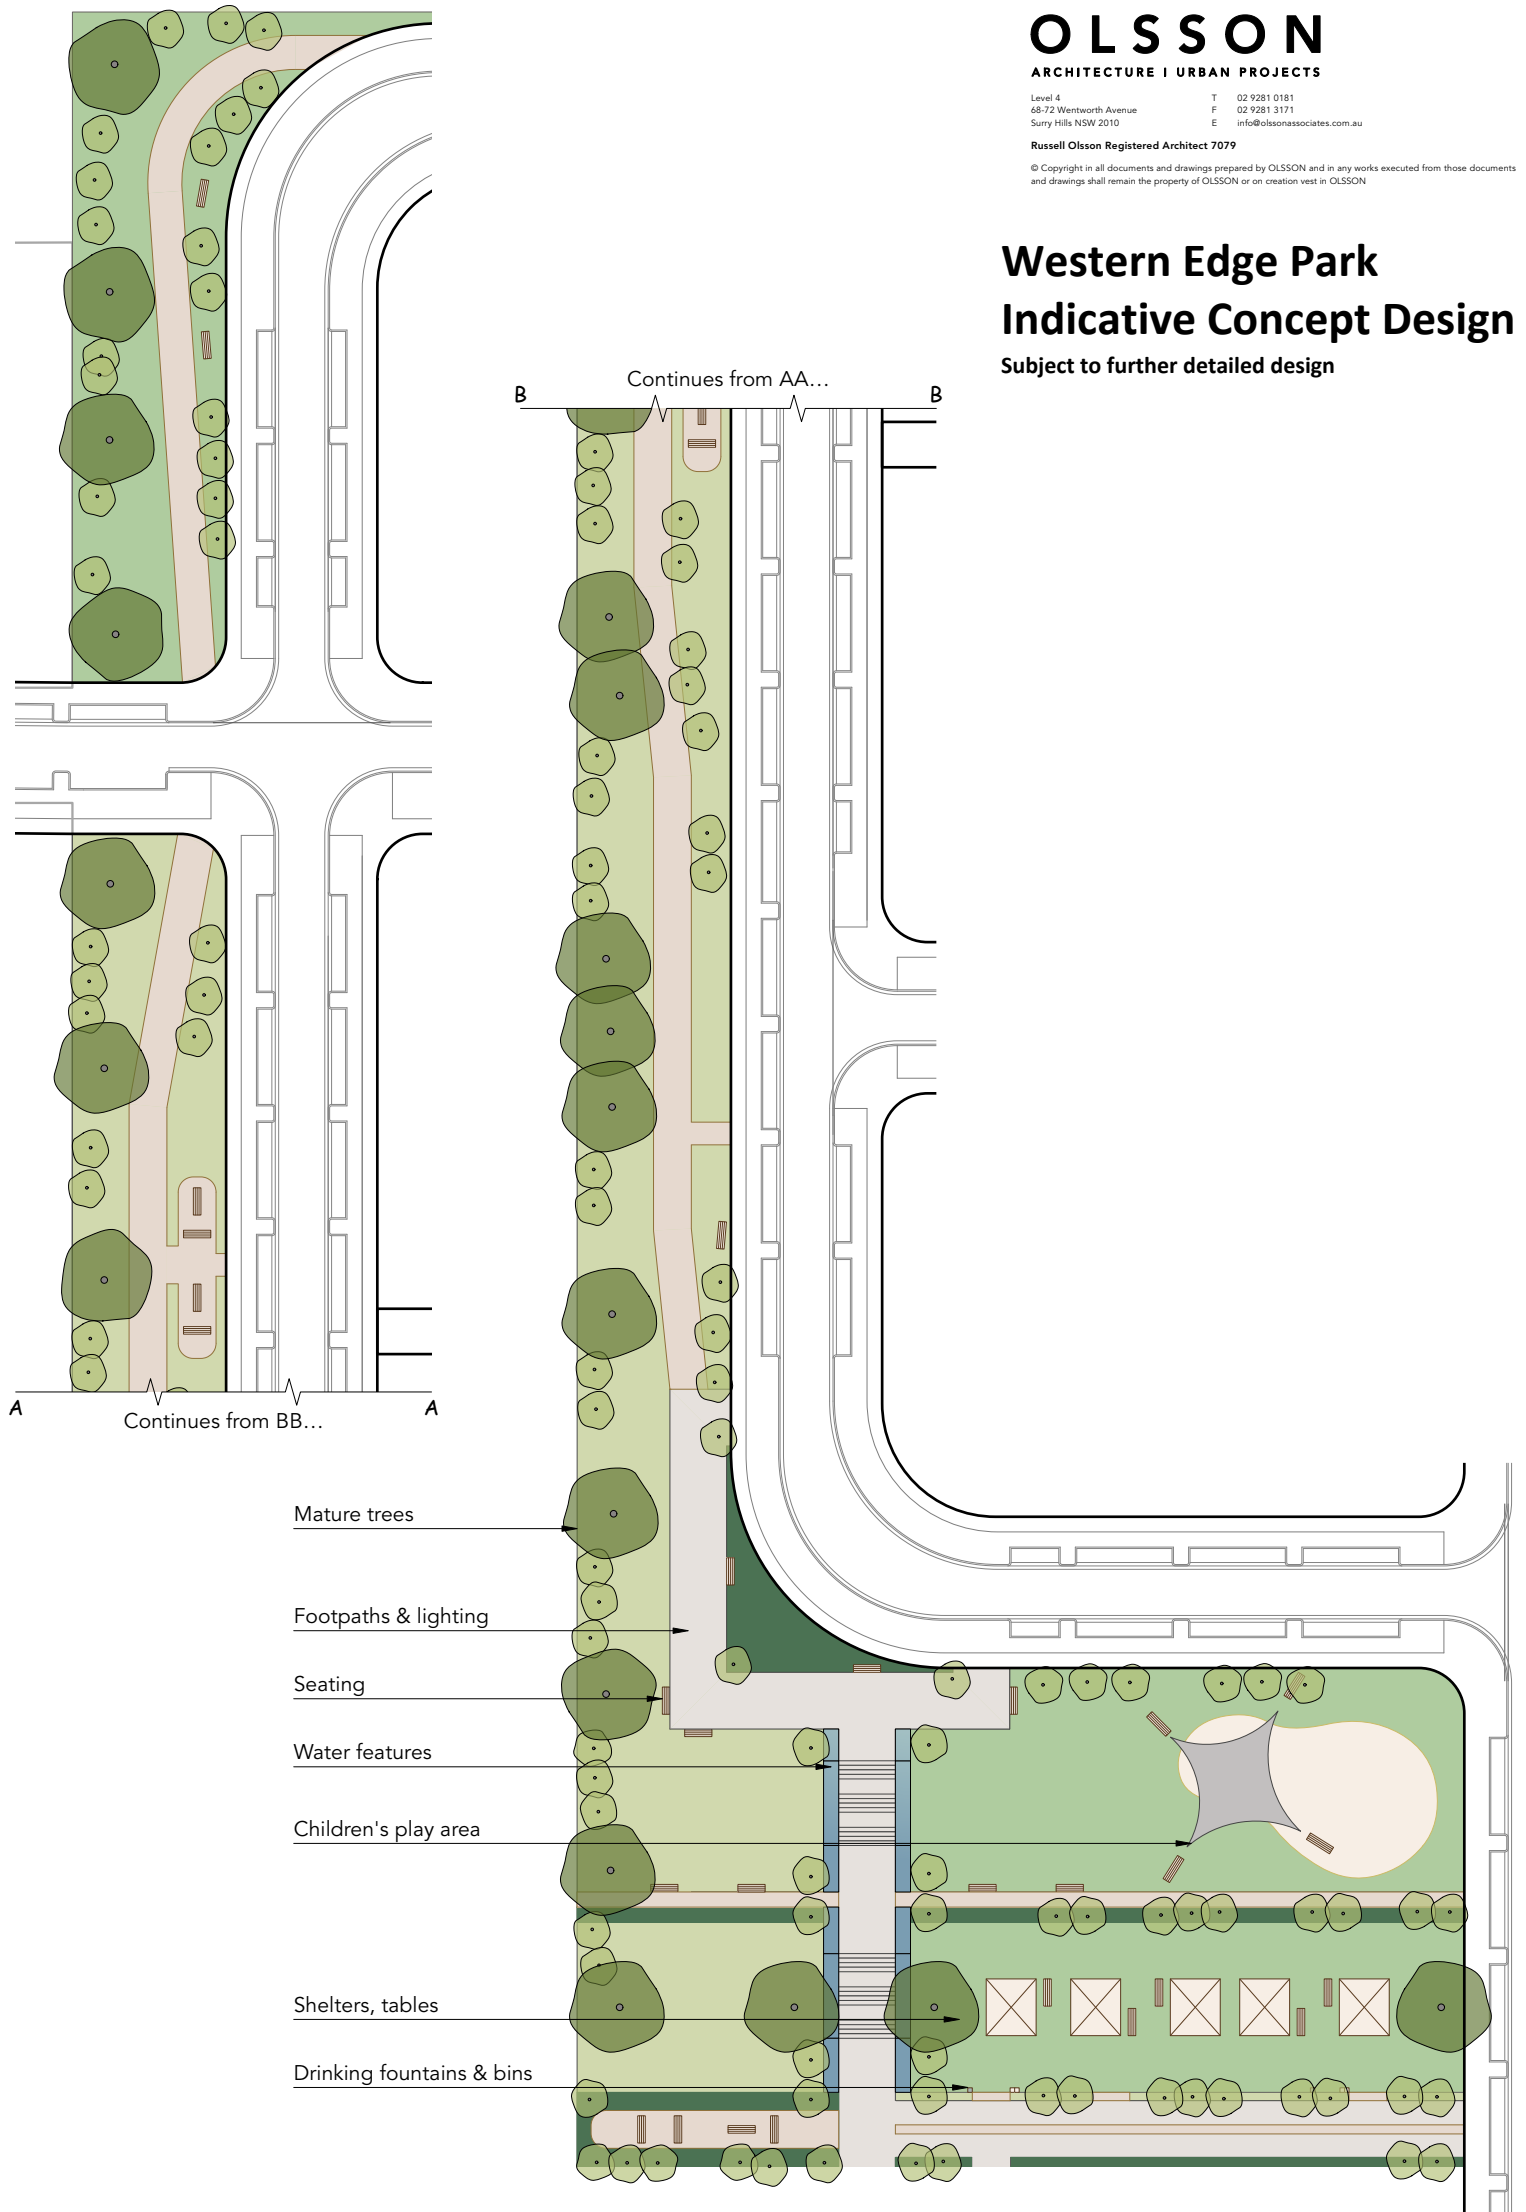 OLSSON
ARCHITECTURE | URBAN PROJECTS
Level 4 T 02 9281 0181
68-72 Wentworth Avenue F 02 9281 3171
Surry Hills NSW 2010 E info@olssonassociates.com.au
Russell Olsson Registered Architect 7079
© Copyright in all documents and drawings prepared by OLSSON and in any works executed from those documents
and drawings shall remain the property of OLSSON or on creation vest in OLSSON
Western Edge Park
Indicative Concept Design
Subject to further detailed design
Continues from AA...
B B
A A
Continues from BB...
Mature trees
Footpaths & lighting
Seating
Water features
Children's play area
Shelters, tables
Drinking fountains & bins